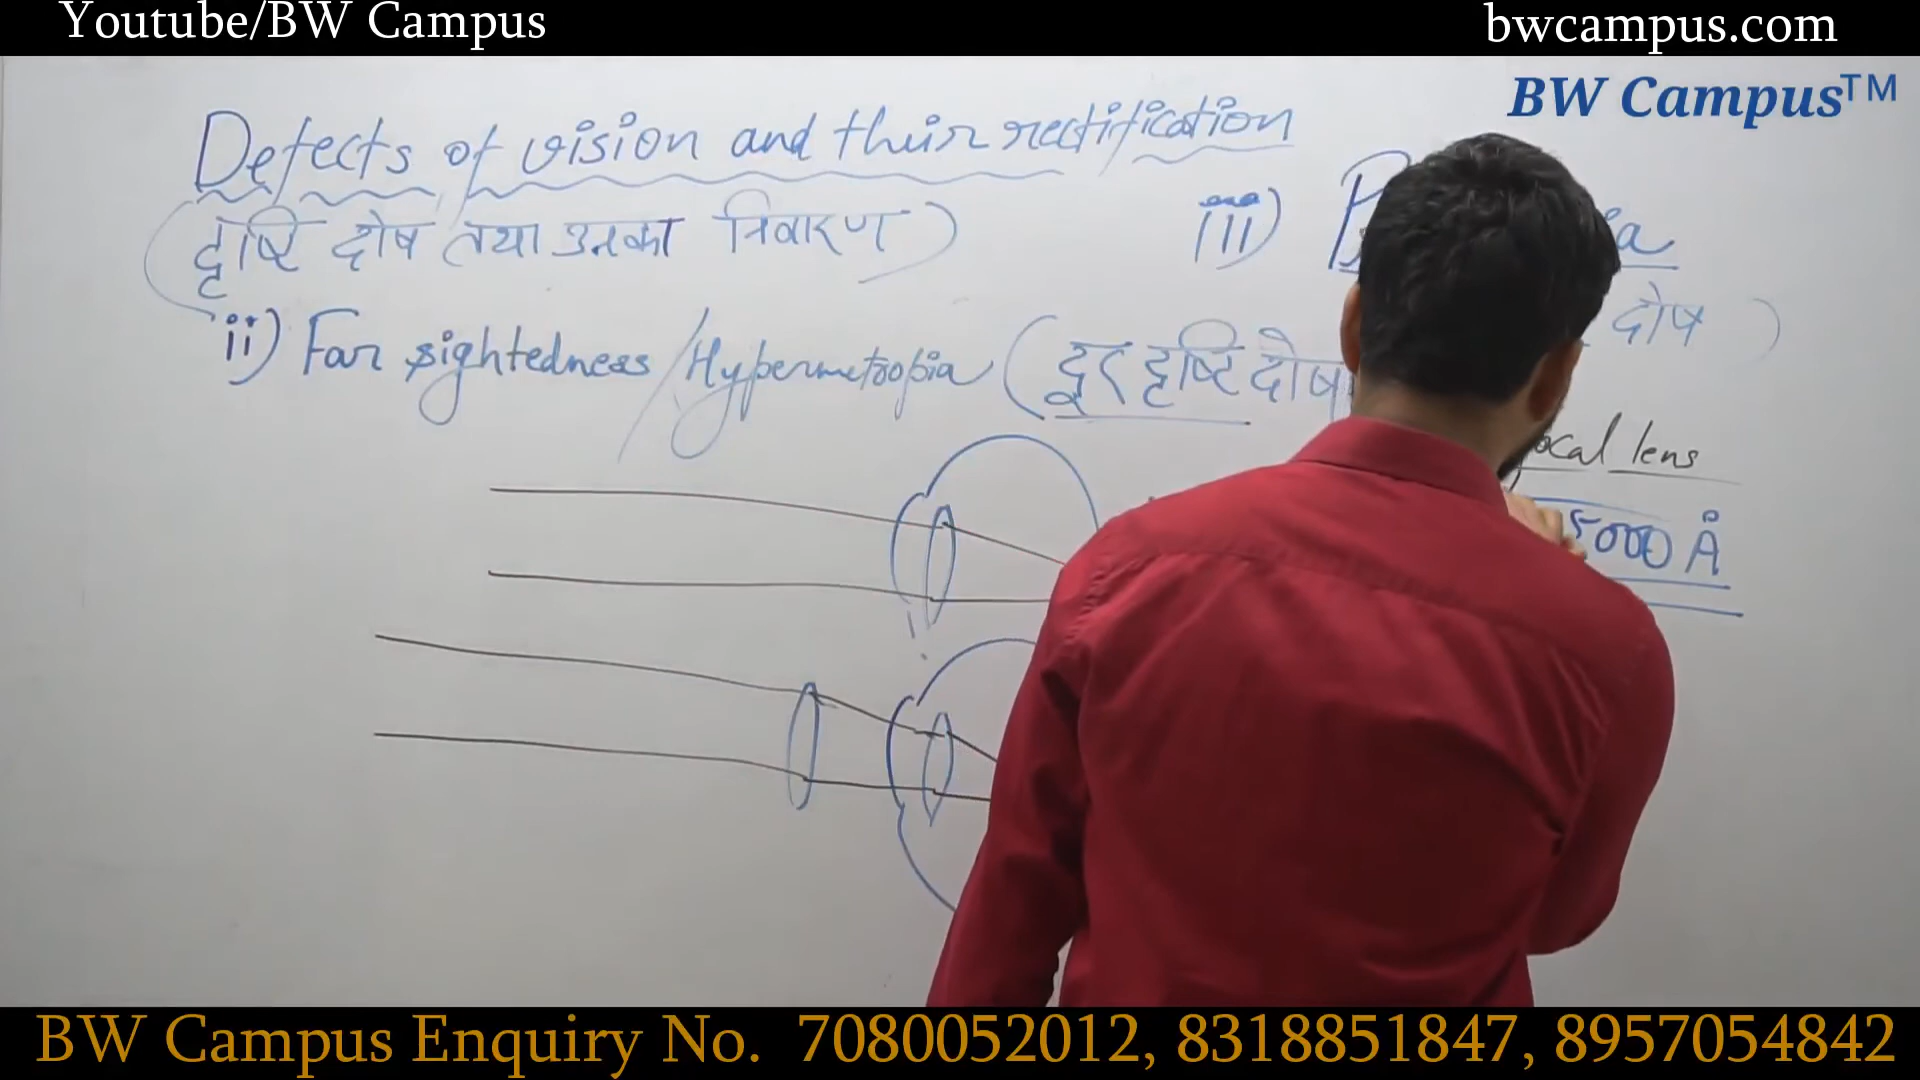 Youtube/BW Campus
bwcampus.com
BW Campus™
Defects of vision and their rectification
(दृष्टि दोष तथा उनका निवारण)
ii) Far sightedness/Hypermetropia (दूर दृष्टि दोष
iii)
दोष)
lens
5000 Å
BW Campus Enquiry No. 7080052012, 8318851847, 8957054842